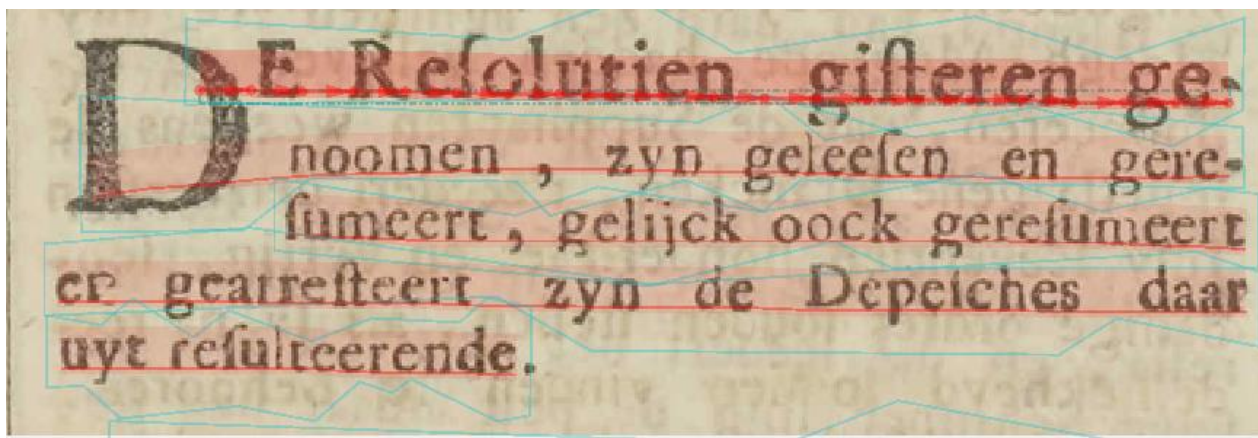 DE Reſolutien giſteren ge-
noomen, zyn geleeſen en gere-
ſumeert, gelijck oock gereſumeert
en gearreſteert zyn de Depeſches daar
uyt reſulteerende.